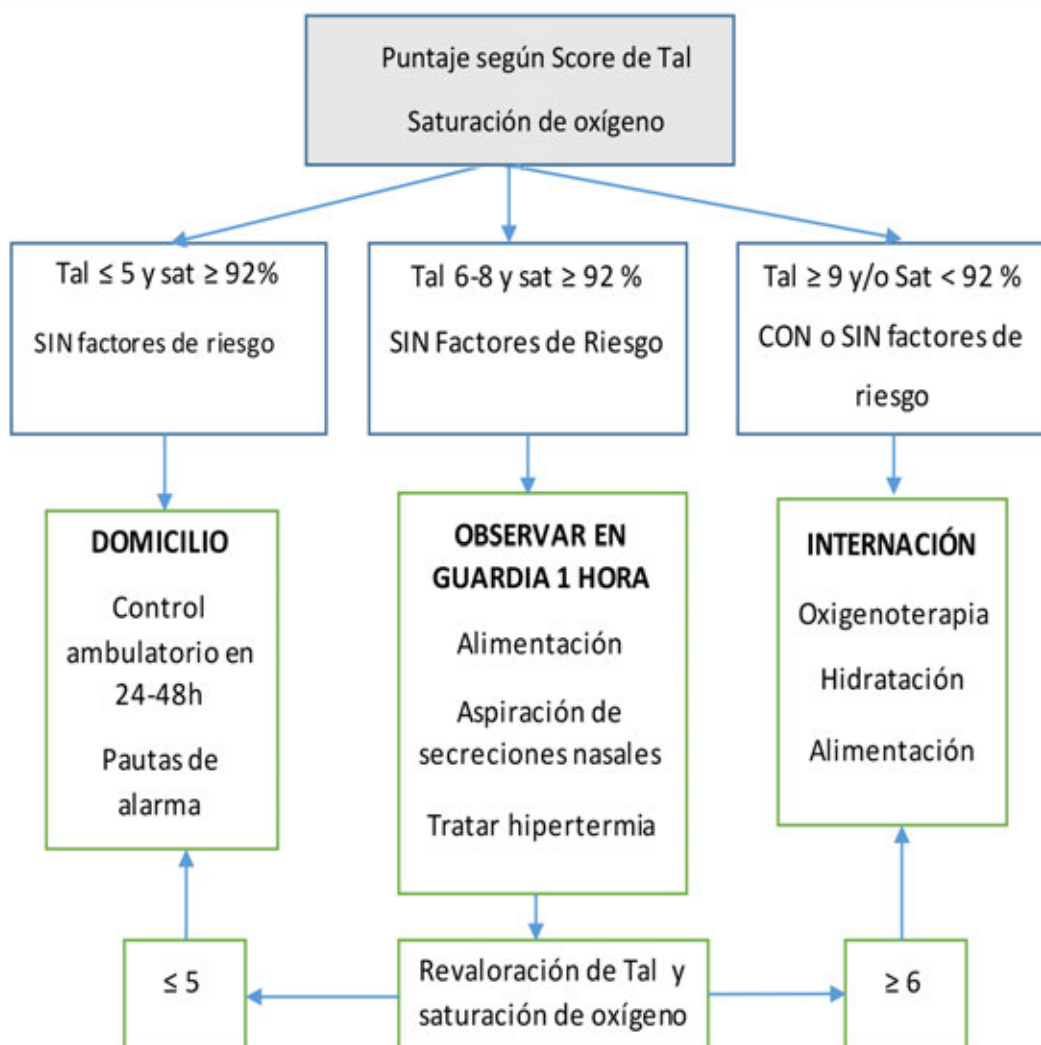 Puntaje según Score de Tal
Saturación de oxígeno
Tal ≤ 5 y sat ≥ 92%
SIN factores de riesgo
Tal 6-8 y sat ≥ 92 %
SIN Factores de Riesgo
Tal ≥ 9 y/o Sat < 92 %
CON o SIN factores de
riesgo
DOMICILIO
Control
ambulatorio en
24-48h
Pautas de
alarma
OBSERVAR EN
GUARDIA 1 HORA
Alimentación
Aspiración de
secreciones nasales
Tratar hipertermia
INTERNACIÓN
Oxigenoterapia
Hidratación
Alimentación
≤ 5
Revaloración de Tal y
saturación de oxígeno
≥ 6